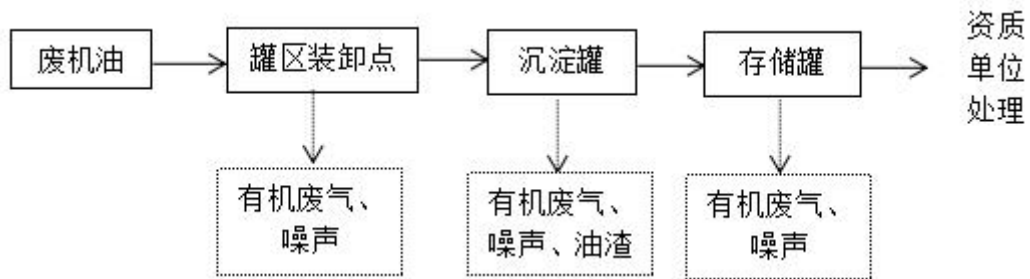 废机油
罐区装卸点
沉淀罐
存储罐
资质
单位
处理
有机废气、
噪声
有机废气、
噪声、油渣
有机废气、
噪声